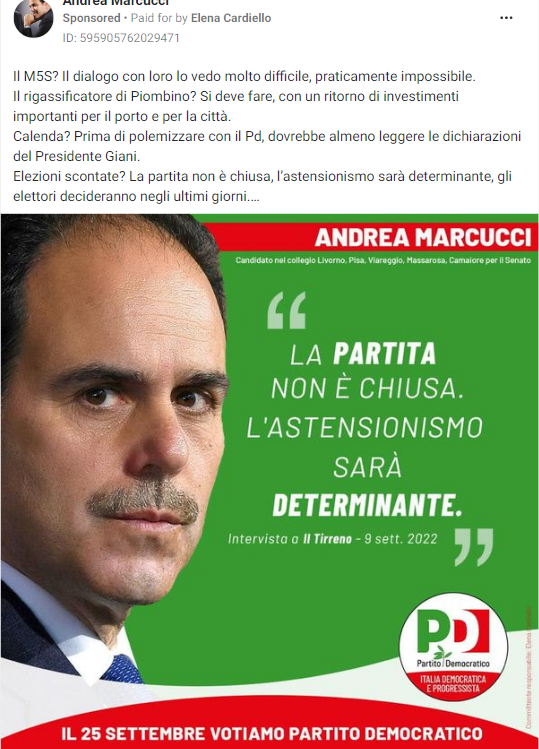 Andrea Marcucci
Sponsored • Paid for by Elena Cardiello
ID: 595905762029471
Il M5S? Il dialogo con loro lo vedo molto difficile, praticamente impossibile.
Il rigassificatore di Piombino? Si deve fare, con un ritorno di investimenti
importanti per il porto e per la città.
Calenda? Prima di polemizzare con il Pd, dovrebbe almeno leggere le dichiarazioni
del Presidente Giani.
Elezioni scontate? La partita non è chiusa, l'astensionismo sarà determinante, gli
elettori decideranno negli ultimi giorni....
ANDREA MARCUCCI
Candidato nel collegio Livorno, Pisa, Viareggio, Massarosa, Camaiore per il Senato
“
LA PARTITA
NON È CHIUSA.
L'ASTENSIONISMO
SARÀ
DETERMINANTE.
Intervista a Il Tirreno - 9 sett. 2022
”
PD
Partito Democratico
ITALIA DEMOCRATICA
E PROGRESSISTA
Committente responsabile: Elena
IL 25 SETTEMBRE VOTIAMO PARTITO DEMOCRATICO